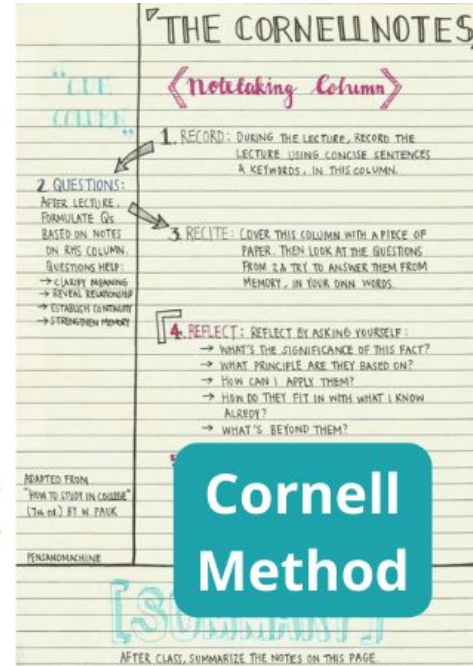 THE CORNELL NOTES
"CUE
COLUMN"
Notetaking Column
1. RECORD: DURING THE LECTURE, RECORD THE
LECTURE USING CONCISE SENTENCES
& KEYWORDS, IN THIS COLUMN.
2. QUESTIONS:
AFTER LECTURE,
FORMULATE Qs
BASED ON NOTES
ON RHS COLUMN.
QUESTIONS HELP:
→ CLARIFY MEANING
→ REVEAL RELATIONSHIP
→ ESTABLISH CONTINUITY
→ STRENGTHEN MEMORY
3. RECITE: COVER THIS COLUMN WITH A PIECE OF
PAPER. THEN LOOK AT THE QUESTIONS
FROM 2 & TRY TO ANSWER THEM FROM
MEMORY, IN YOUR OWN WORDS.
4. REFLECT: REFLECT BY ASKING YOURSELF:
→ WHAT'S THE SIGNIFICANCE OF THIS FACT?
→ WHAT PRINCIPLE ARE THEY BASED ON?
→ HOW CAN I APPLY THEM?
→ HOW DO THEY FIT IN WITH WHAT I KNOW
ALREDY?
→ WHAT'S BEYOND THEM?
Cornell
Method
ADAPTED FROM
"HOW TO STUDY IN COLLEGE"
(7th ed.) BY W. PAUK
PENSANDMACHINE
[SUMMARY]
AFTER CLASS, SUMMARIZE THE NOTES ON THIS PAGE.